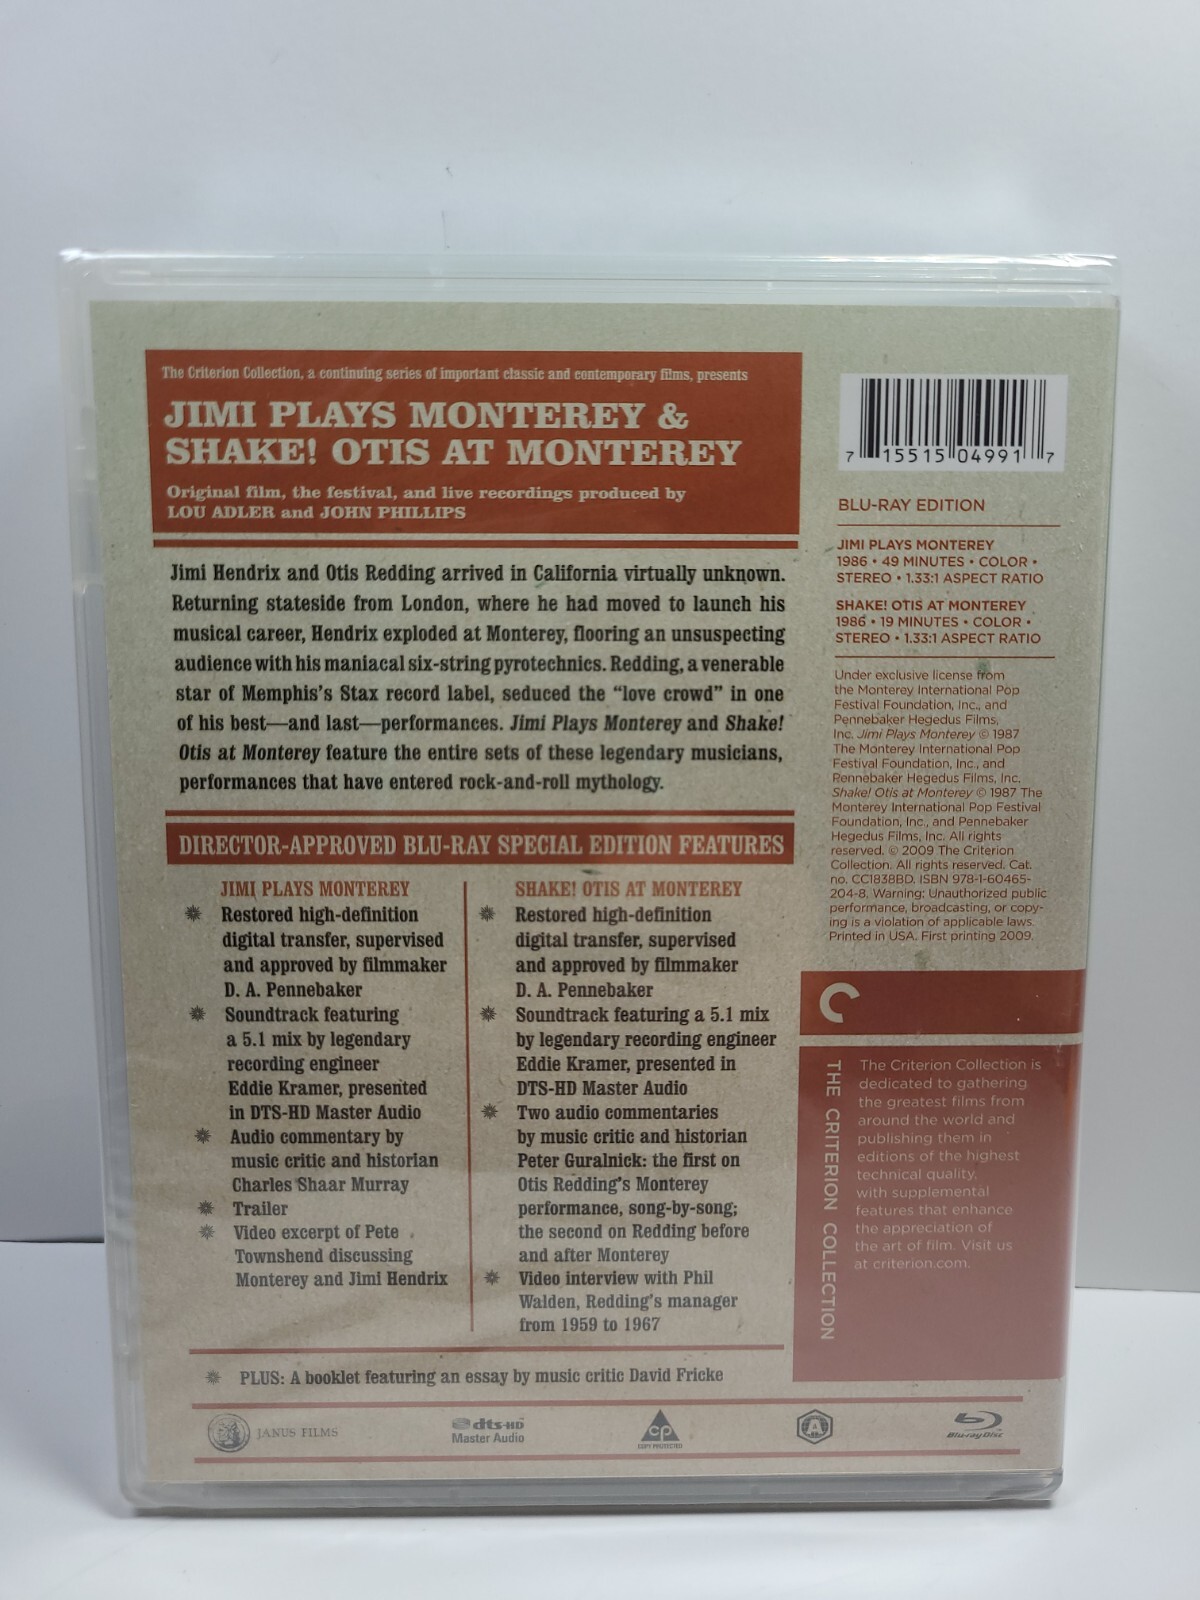 The Criterion Collection, a continuing series of important classic and contemporary films, presents
JIMI PLAYS MONTEREY &
SHAKE! OTIS AT MONTEREY
Original film, the festival, and live recordings produced by
LOU ADLER and JOHN PHILLIPS
Jimi Hendrix and Otis Redding arrived in California virtually unknown.
Returning stateside from London, where he had moved to launch his
musical career, Hendrix exploded at Monterey, flooring an unsuspecting
audience with his maniacal six-string pyrotechnics. Redding, a venerable
star of Memphis's Stax record label, seduced the “love crowd” in one
of his best—and last—performances. Jimi Plays Monterey and Shake!
Otis at Monterey feature the entire sets of these legendary musicians,
performances that have entered rock-and-roll mythology.
DIRECTOR-APPROVED BLU-RAY SPECIAL EDITION FEATURES
JIMI PLAYS MONTEREY
Restored high-definition
digital transfer, supervised
and approved by filmmaker
D. A. Pennebaker
Soundtrack featuring
a 5.1 mix by legendary
recording engineer
Eddie Kramer, presented
in DTS-HD Master Audio
Audio commentary by
music critic and historian
Charles Shaar Murray
Trailer
Video excerpt of Pete
Townshend discussing
Monterey and Jimi Hendrix
SHAKE! OTIS AT MONTEREY
Restored high-definition
digital transfer, supervised
and approved by filmmaker
D. A. Pennebaker
Soundtrack featuring a 5.1 mix
by legendary recording engineer
Eddie Kramer, presented in
DTS-HD Master Audio
Two audio commentaries
by music critic and historian
Peter Guralnick: the first on
Otis Redding's Monterey
performance, song-by-song;
the second on Redding before
and after Monterey
Video interview with Phil
Walden, Redding's manager
from 1959 to 1967
PLUS: A booklet featuring an essay by music critic David Fricke
7 15515 04991 7
BLU-RAY EDITION
JIMI PLAYS MONTEREY
1986 • 49 MINUTES • COLOR •
STEREO • 1.33:1 ASPECT RATIO
SHAKE! OTIS AT MONTEREY
1986 • 19 MINUTES • COLOR •
STEREO • 1.33:1 ASPECT RATIO
Under exclusive license from
the Monterey International Pop
Festival Foundation, Inc., and
Pennebaker Hegedus Films,
Inc. Jimi Plays Monterey © 1987
The Monterey International Pop
Festival Foundation, Inc., and
Pennebaker Hegedus Films, Inc.
Shake! Otis at Monterey © 1987 The
Monterey International Pop Festival
Foundation, Inc., and Pennebaker
Hegedus Films, Inc. All rights
reserved. © 2009 The Criterion
Collection. All rights reserved. Cat.
no. CC1838BD. ISBN 978-1-60465-
204-8. Warning: Unauthorized public
performance, broadcasting, or copy-
ing is a violation of applicable laws.
Printed in USA. First printing 2009.
THE CRITERION COLLECTION
The Criterion Collection is
dedicated to gathering
the greatest films from
around the world and
publishing them in
editions of the highest
technical quality,
with supplemental
features that enhance
the appreciation of
the art of film. Visit us
at criterion.com.
JANUS FILMS
dts-HD
Master Audio
cp
COPY PROTECTED
A
Blu-ray Disc